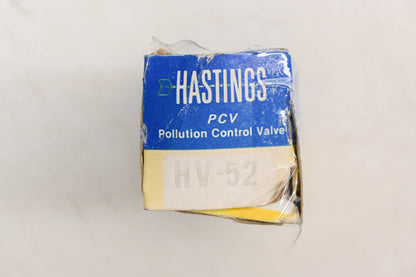 HASTINGS
PCV
Pollution Control Valve
HV-52